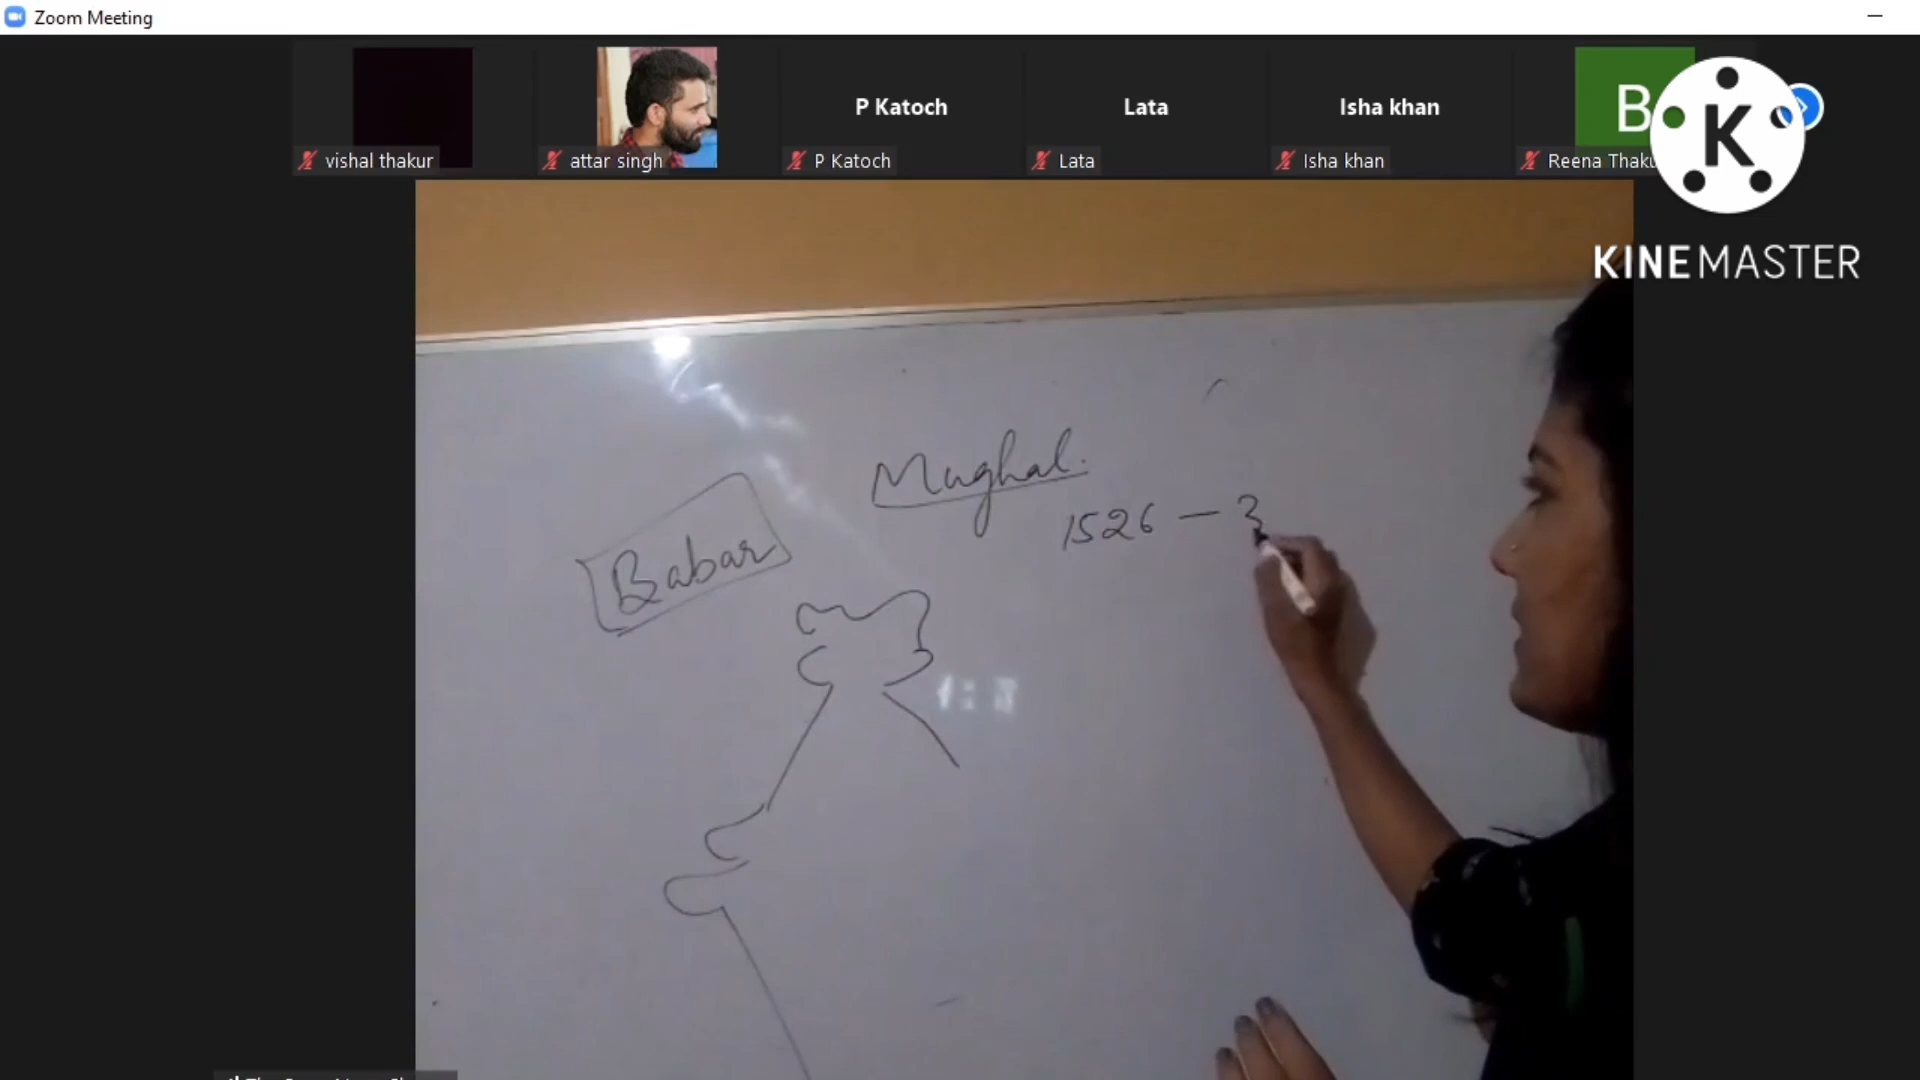 Zoom Meeting
P Katoch
Lata
Isha khan
B
vishal thakur
attar singh
P Katoch
Lata
Isha khan
Reena Thaku
K
KINEMASTER
Mughal.
1526 — 3
Babar